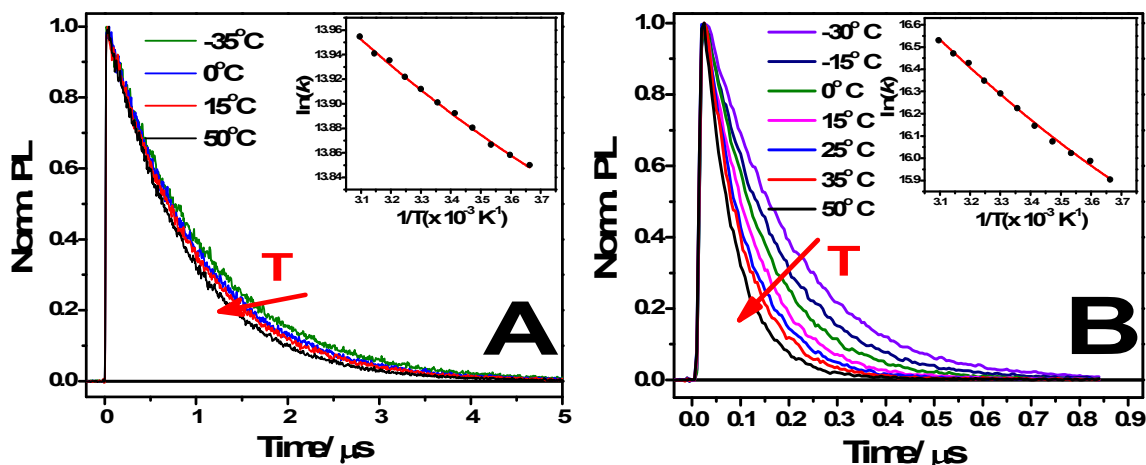 Norm. PL
1.0
0.8
0.6
0.4
0.2
0.0
-35°C
0°C
15°C
50°C
ln(k)
13.96
13.94
13.92
13.90
13.88
13.86
13.84
3.1 3.2 3.3 3.4 3.5 3.6 3.7
1/T(x 10⁻³ K⁻¹)
T
A
0 1 2 3 4 5
Time/ μs
Norm. PL
1.0
0.8
0.6
0.4
0.2
0.0
-30°C
-15°C
0°C
15°C
25°C
35°C
50°C
ln(k)
16.6
16.5
16.4
16.3
16.2
16.1
16.0
15.9
3.1 3.2 3.3 3.4 3.5 3.6 3.7
1/T(x 10⁻³ K⁻¹)
T
B
0.0 0.1 0.2 0.3 0.4 0.5 0.6 0.7 0.8 0.9
Time/ μs